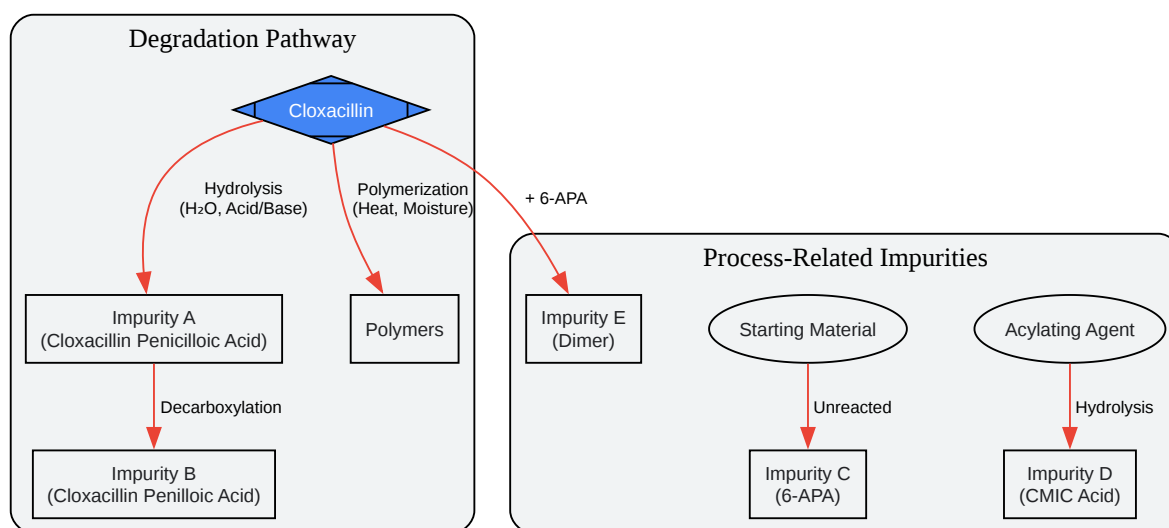 Degradation Pathway
Cloxacillin
Hydrolysis
(H₂O, Acid/Base)
Polymerization
(Heat, Moisture)
+ 6-APA
Process-Related Impurities
Impurity A
(Cloxacillin Penicilloic Acid)
Polymers
Impurity E
(Dimer)
Starting Material
Acylating Agent
Decarboxylation
Unreacted
Hydrolysis
Impurity B
(Cloxacillin Penilloic Acid)
Impurity C
(6-APA)
Impurity D
(CMIC Acid)